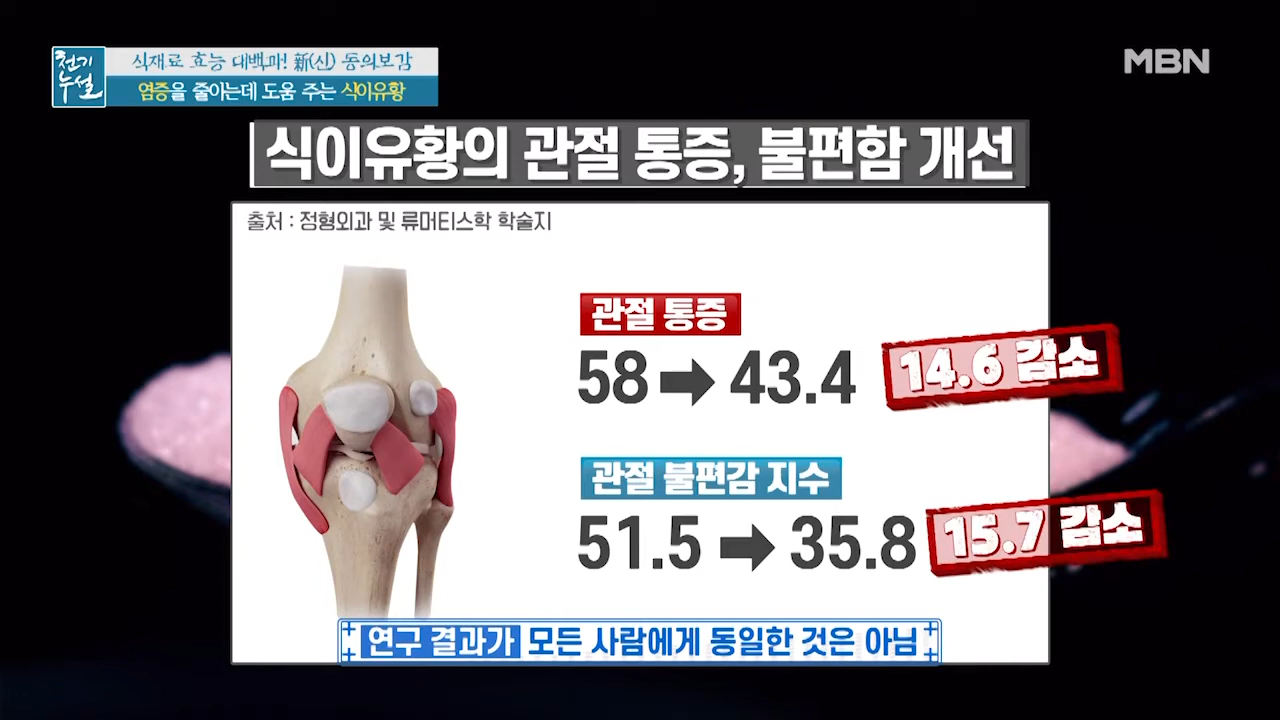 천기누설
식재료 효능 대백과! 新(신) 동의보감
염증을 줄이는데 도움 주는 식이유황
MBN
식이유황의 관절 통증, 불편함 개선
출처 : 정형외과 및 류머티스학 학술지
관절 통증
58 ➡ 43.4 14.6 감소
관절 불편감 지수
51.5 ➡ 35.8 15.7 감소
연구 결과가 모든 사람에게 동일한 것은 아님